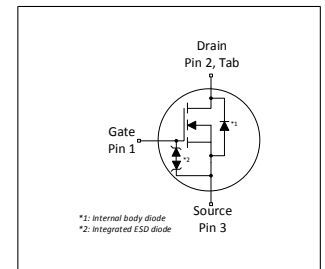 Drain
Pin 2, Tab
*1
Gate
Pin 1
*2
*1: Internal body diode
*2: Integrated ESD diode
Source
Pin 3